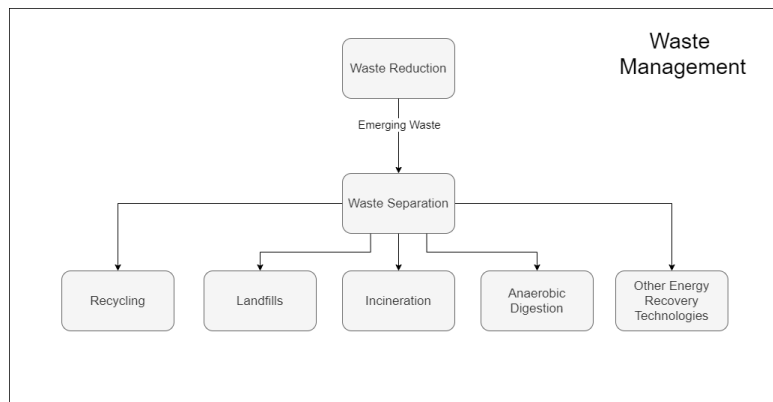 Waste
Management
Waste Reduction
Emerging Waste
Waste Separation
Recycling
Landfills
Incineration
Anaerobic
Digestion
Other Energy
Recovery
Technologies